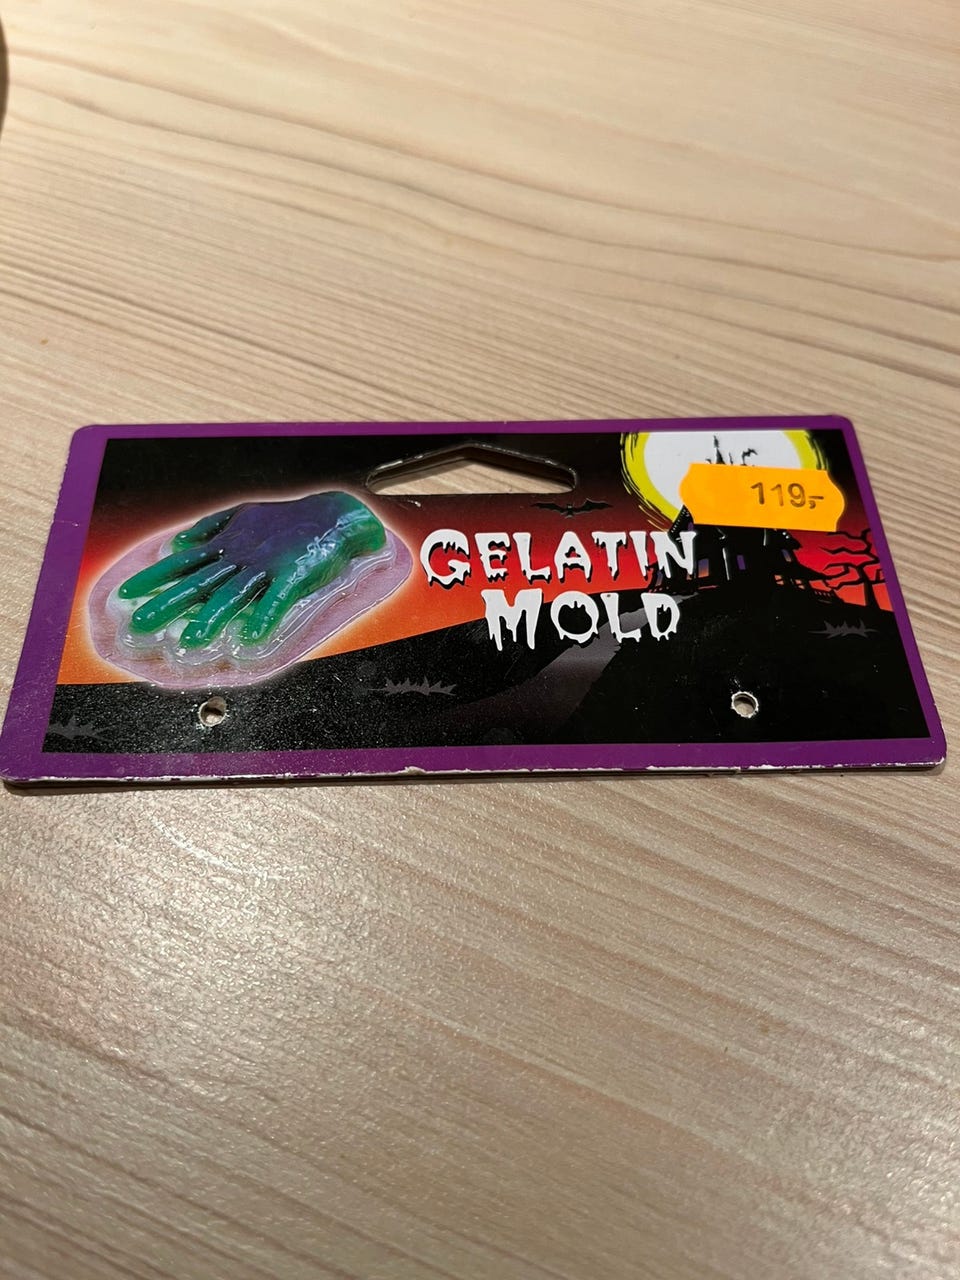 119,-
GELATIN
MOLD